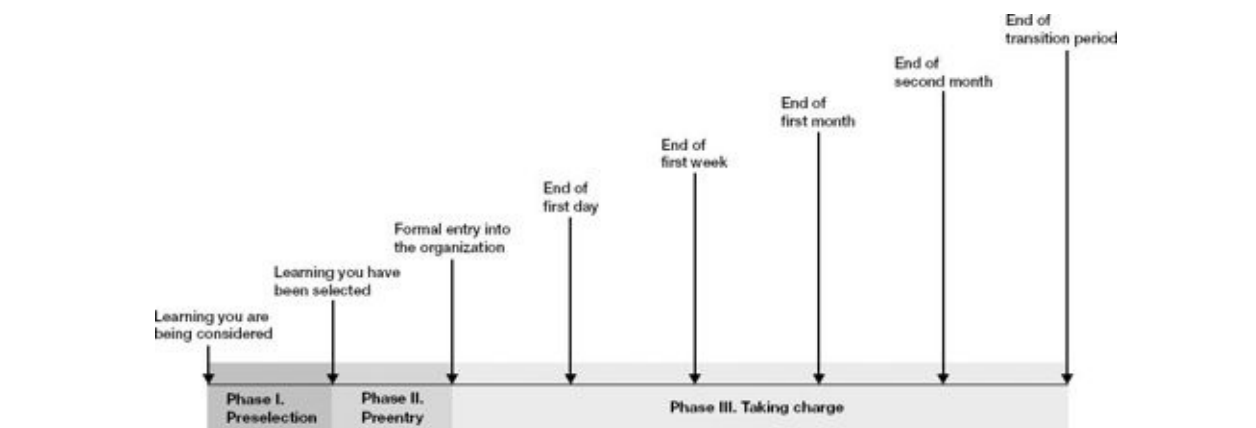 End of
transition period
End of
second month
End of
first month
End of
first week
End of
first day
Formal entry into
the organization
Learning you have
been selected
Learning you are
being considered
Phase I.
Preselection
Phase II.
Preentry
Phase III. Taking charge